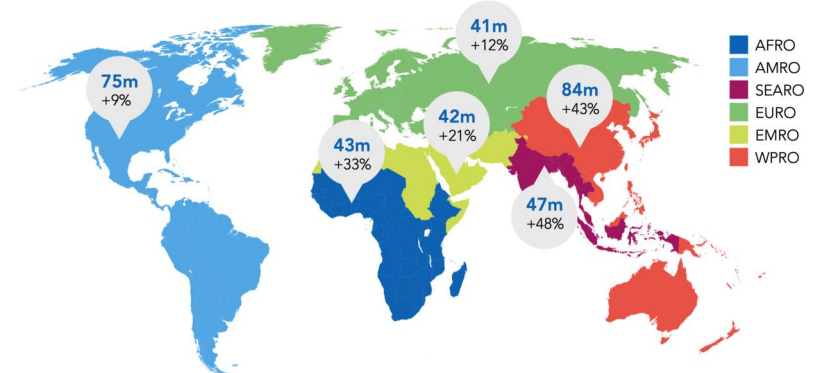 41m
+12%
75m
+9%
84m
+43%
42m
+21%
43m
+33%
47m
+48%
AFRO
AMRO
SEARO
EURO
EMRO
WPRO